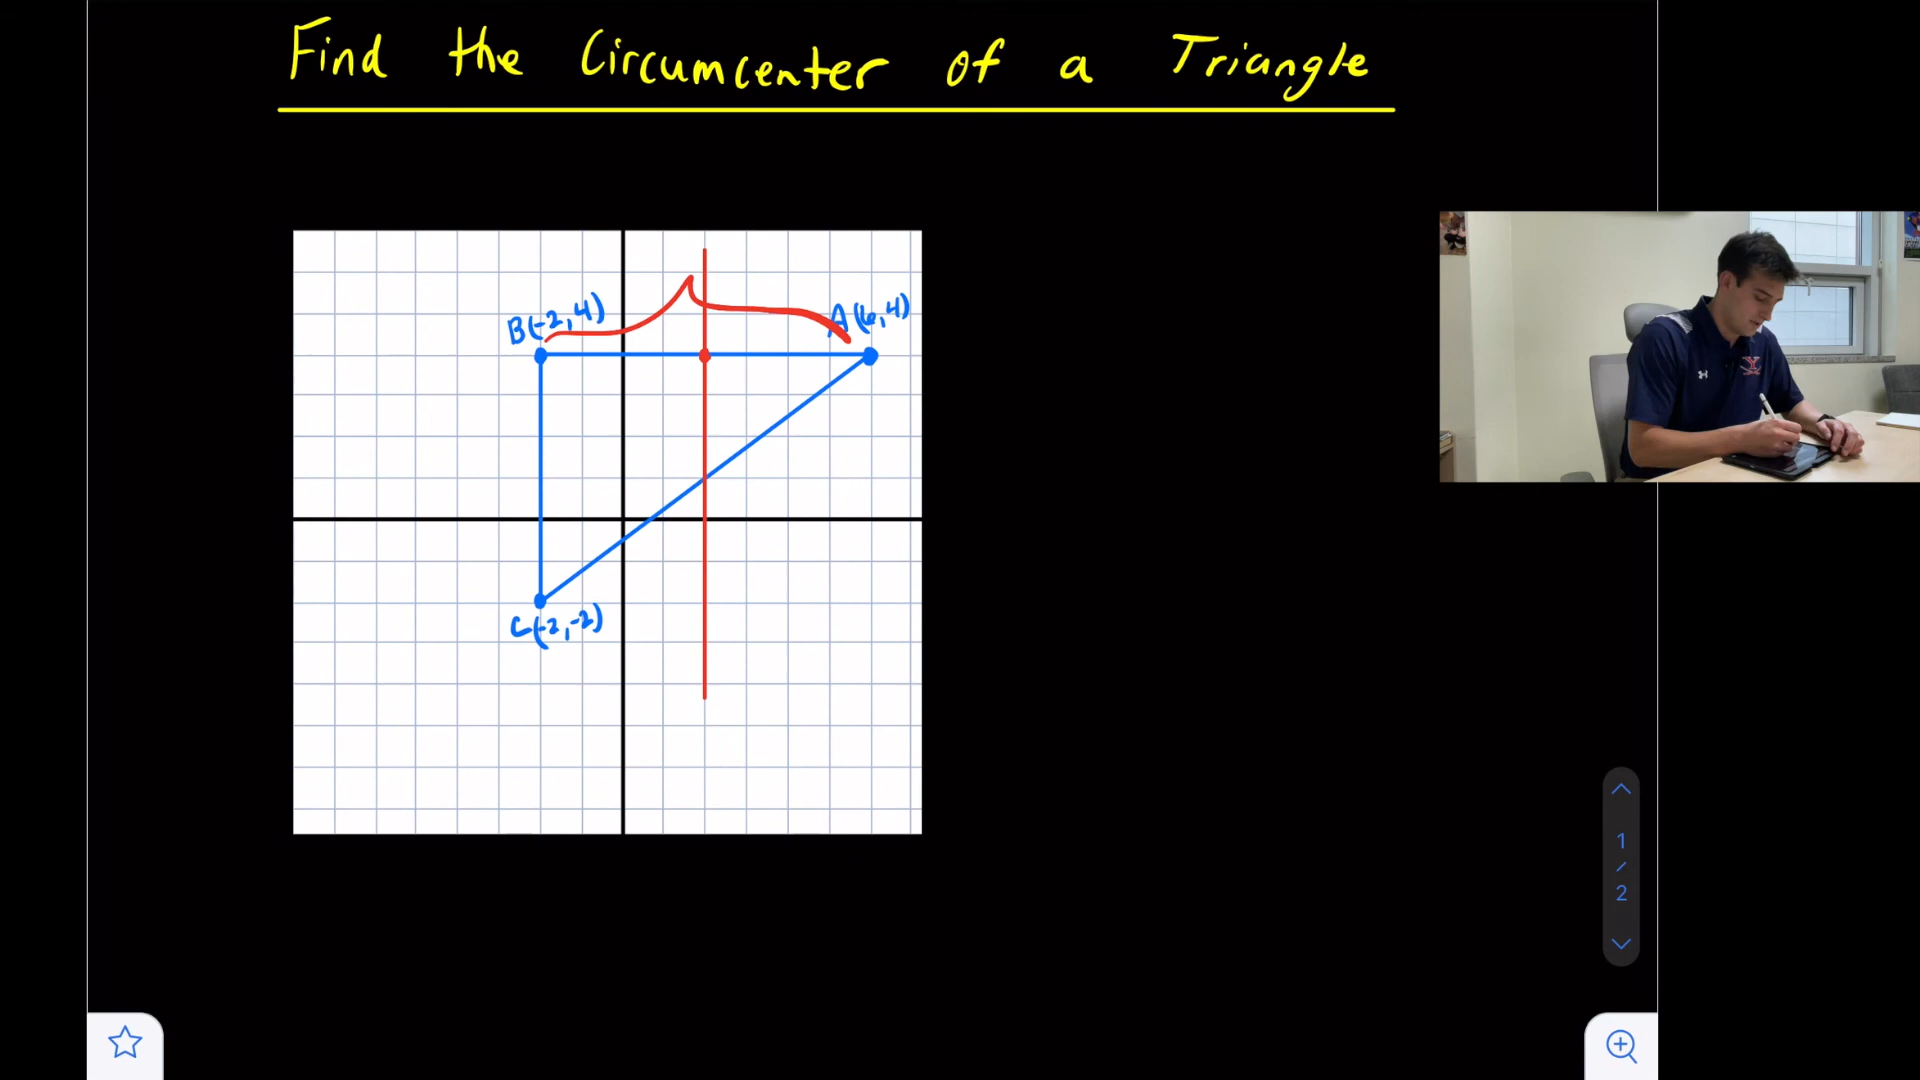 Find the Circumcenter of a Triangle
B(-2,4)
A(6,4)
C(-2,-2)
1
/
2
Y